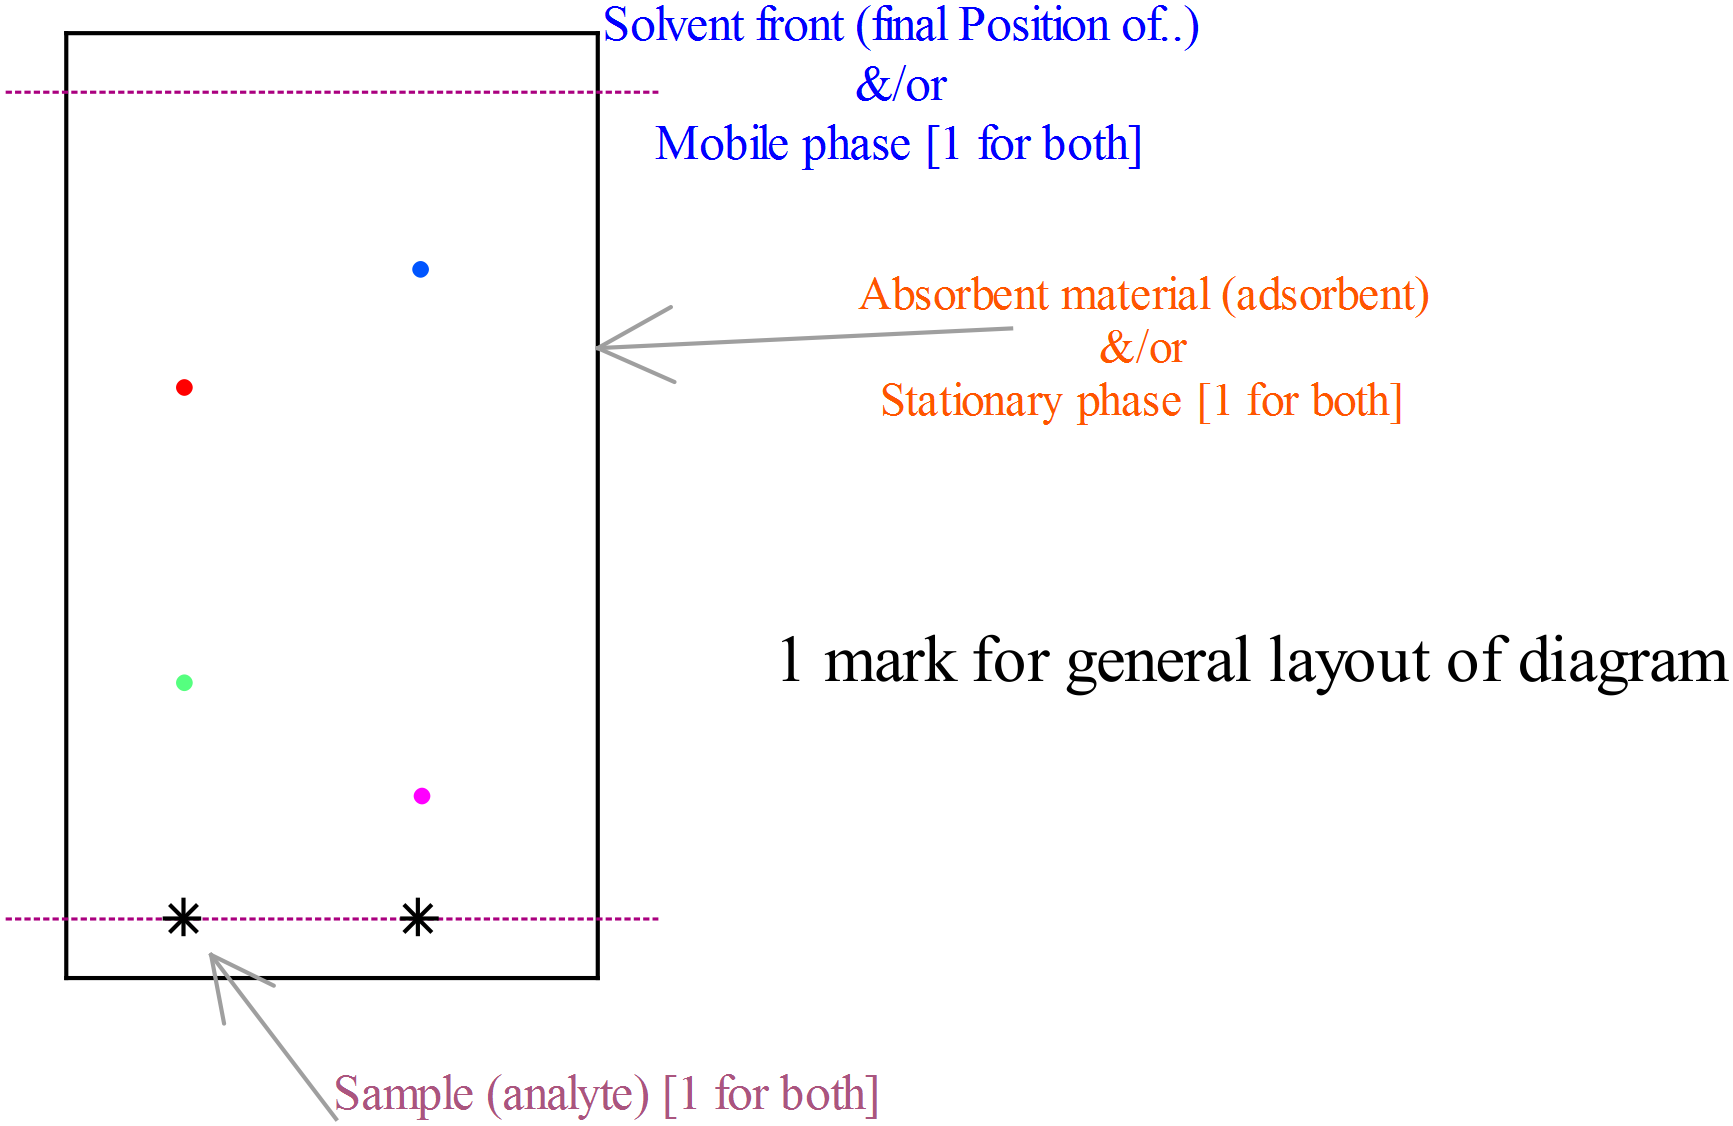 Solvent front (final Position of..)
&/or
Mobile phase [1 for both]
Absorbent material (adsorbent)
&/or
Stationary phase [1 for both]
1 mark for general layout of diagram
Sample (analyte) [1 for both]